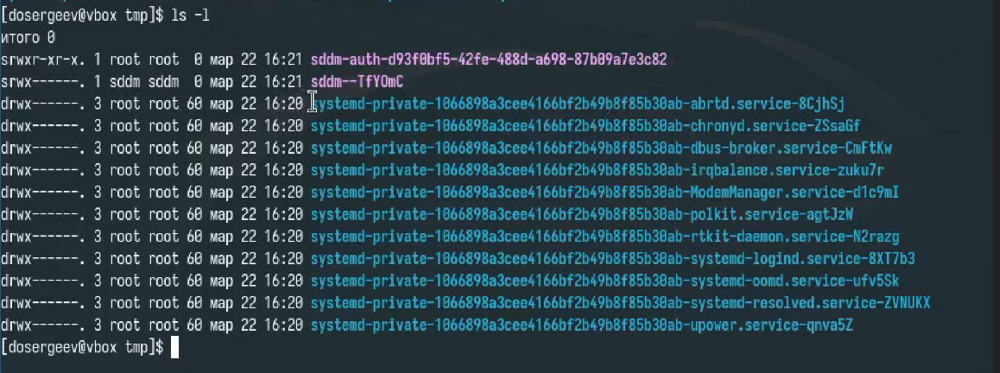 [dosergeev@vbox tmp]$ ls -l
итого 0
srwxr-xr-x. 1 root root  0 мар 22 16:21 sddm-auth-d93f0bf5-42fe-488d-a698-87b09a7e3c82
srwx------. 1 sddm sddm  0 мар 22 16:21 sddm--TfYOmC
drwx------. 3 root root 60 мар 22 16:20 systemd-private-1066898a3cee4166bf2b49b8f85b30ab-abrtd.service-8CjhSj
drwx------. 3 root root 60 мар 22 16:20 systemd-private-1066898a3cee4166bf2b49b8f85b30ab-chronyd.service-ZSsaGf
drwx------. 3 root root 60 мар 22 16:20 systemd-private-1066898a3cee4166bf2b49b8f85b30ab-dbus-broker.service-CmFtKw
drwx------. 3 root root 60 мар 22 16:20 systemd-private-1066898a3cee4166bf2b49b8f85b30ab-irqbalance.service-zuku7r
drwx------. 3 root root 60 мар 22 16:20 systemd-private-1066898a3cee4166bf2b49b8f85b30ab-ModemManager.service-d1c9mI
drwx------. 3 root root 60 мар 22 16:20 systemd-private-1066898a3cee4166bf2b49b8f85b30ab-polkit.service-agtJzW
drwx------. 3 root root 60 мар 22 16:20 systemd-private-1066898a3cee4166bf2b49b8f85b30ab-rtkit-daemon.service-N2razg
drwx------. 3 root root 60 мар 22 16:20 systemd-private-1066898a3cee4166bf2b49b8f85b30ab-systemd-logind.service-8XT7b3
drwx------. 3 root root 60 мар 22 16:20 systemd-private-1066898a3cee4166bf2b49b8f85b30ab-systemd-oomd.service-ufv5Sk
drwx------. 3 root root 60 мар 22 16:20 systemd-private-1066898a3cee4166bf2b49b8f85b30ab-systemd-resolved.service-ZVNUKX
drwx------. 3 root root 60 мар 22 16:20 systemd-private-1066898a3cee4166bf2b49b8f85b30ab-upower.service-qnva5Z
[dosergeev@vbox tmp]$